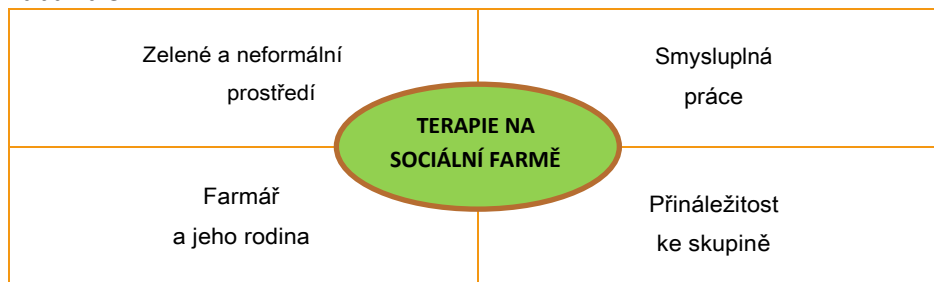 Zelené a neformální
prostředí
Smysluplná
práce
TERAPIE NA
SOCIÁLNÍ FARMĚ
Farmář
a jeho rodina
Přináležitost
ke skupině